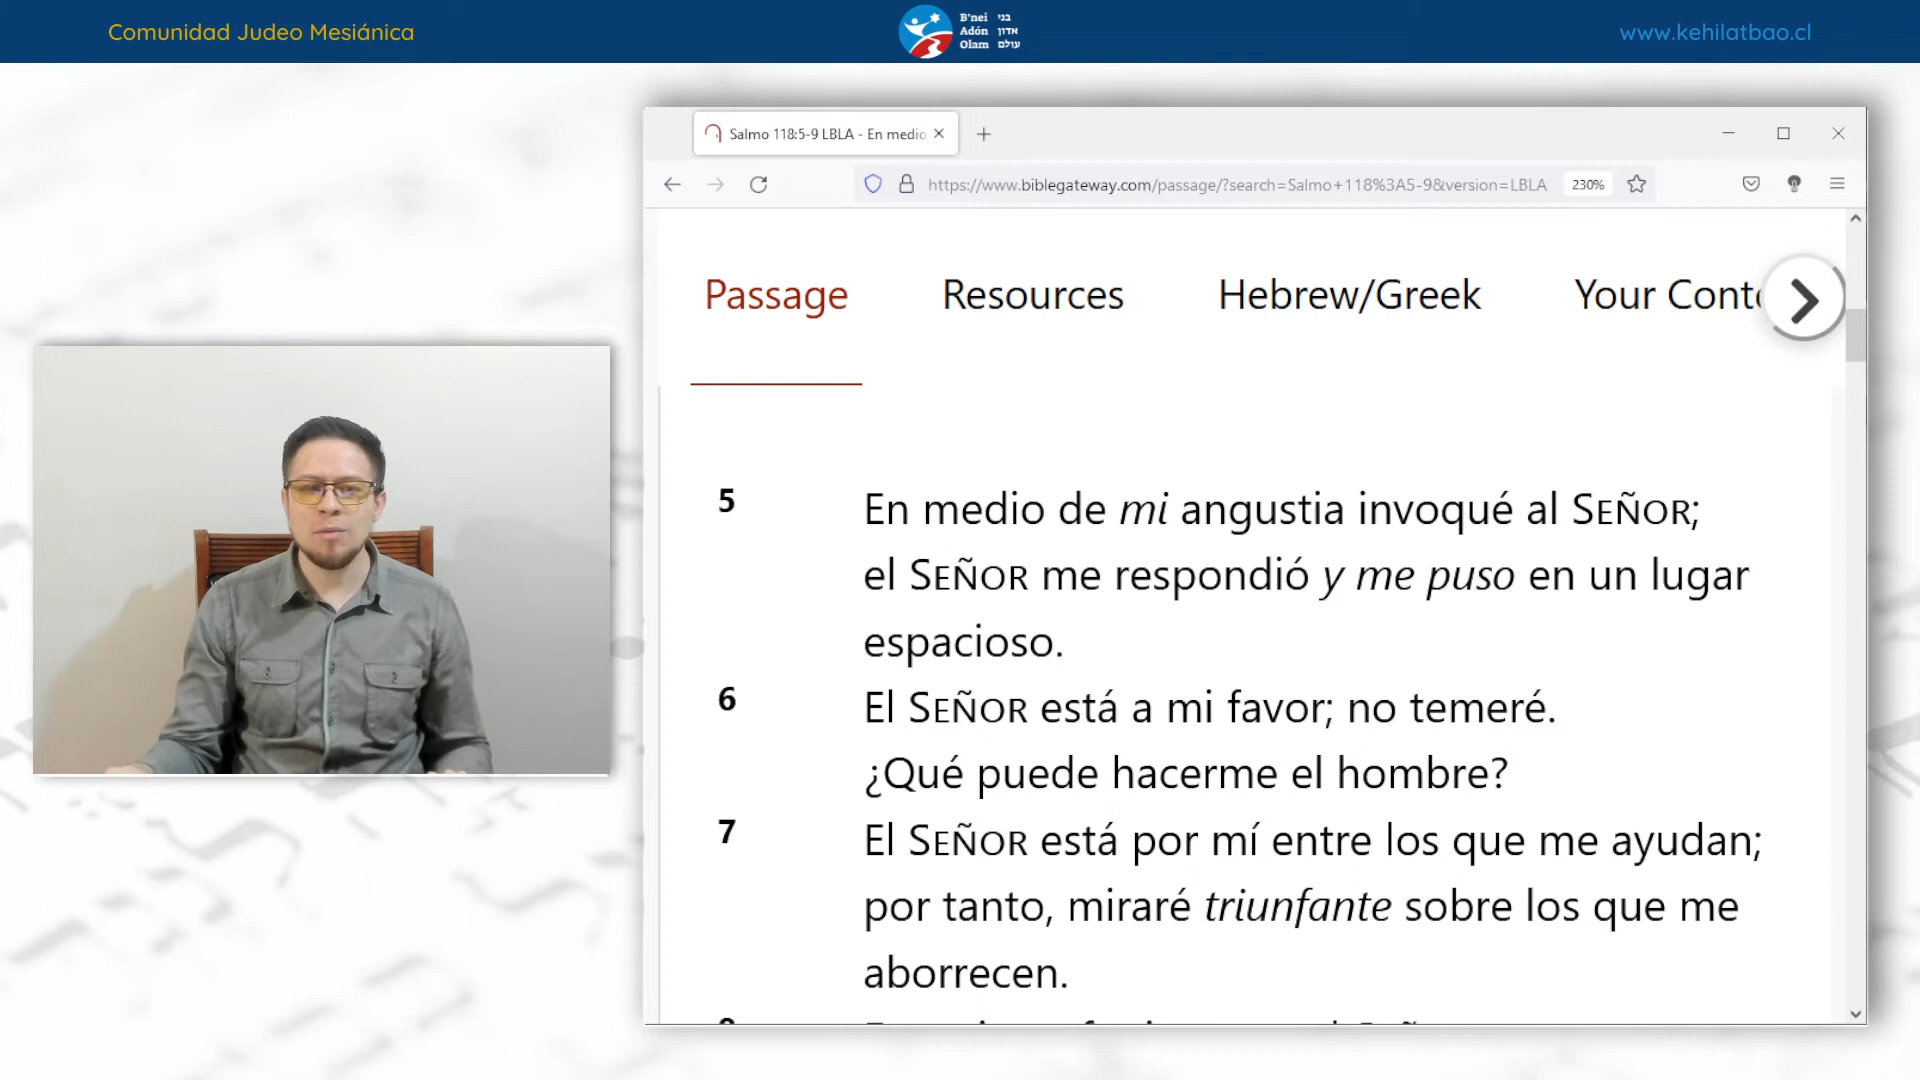 Comunidad Judeo Mesiánica
B'nei בני
Adón אדון
Olam עולם
www.kehilatbao.cl
Salmo 118:5-9 LBLA - En medio
https://www.biblegateway.com/passage/?search=Salmo+118%3A5-9&version=LBLA
230%
Passage Resources Hebrew/Greek Your Conte
5 En medio de mi angustia invoqué al SEÑOR;
el SEÑOR me respondió y me puso en un lugar
espacioso.
6 El SEÑOR está a mi favor; no temeré.
¿Qué puede hacerme el hombre?
7 El SEÑOR está por mí entre los que me ayudan;
por tanto, miraré triunfante sobre los que me
aborrecen.